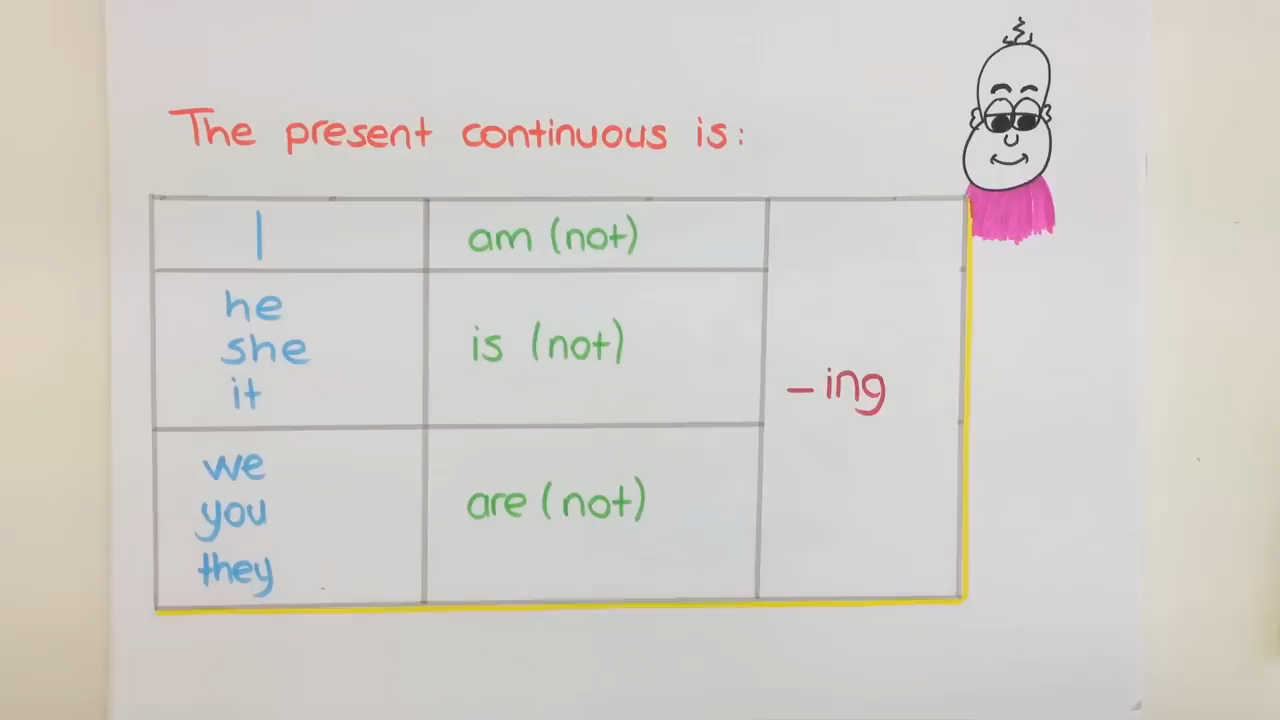 The present continuous is:
I am (not)
he
she
it
is (not)
- ing
we
you
they
are (not)